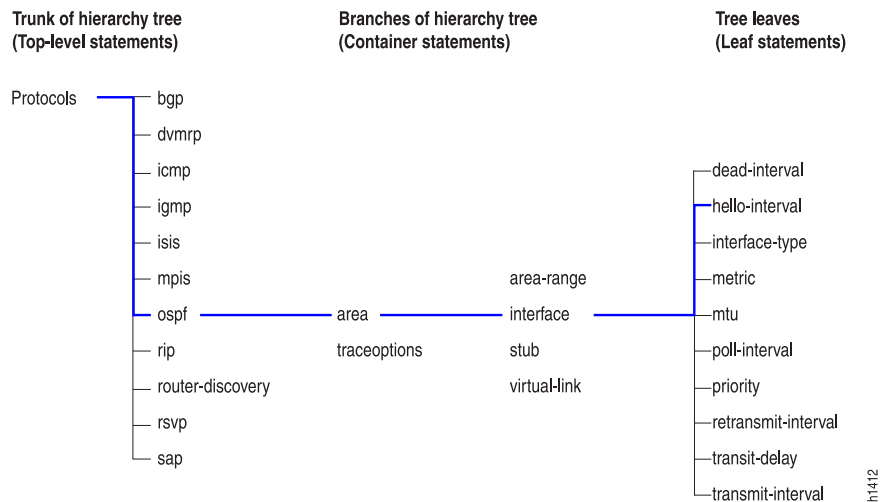 Trunk of hierarchy tree
(Top-level statements)
Branches of hierarchy tree
(Container statements)
Tree leaves
(Leaf statements)
Protocols
bgp
dvmrp
icmp
igmp
isis
mpis
ospf
rip
router-discovery
rsvp
sap
area
traceoptions
area-range
interface
stub
virtual-link
dead-interval
hello-interval
interface-type
metric
mtu
poll-interval
priority
retransmit-interval
transit-delay
transmit-interval
h1412